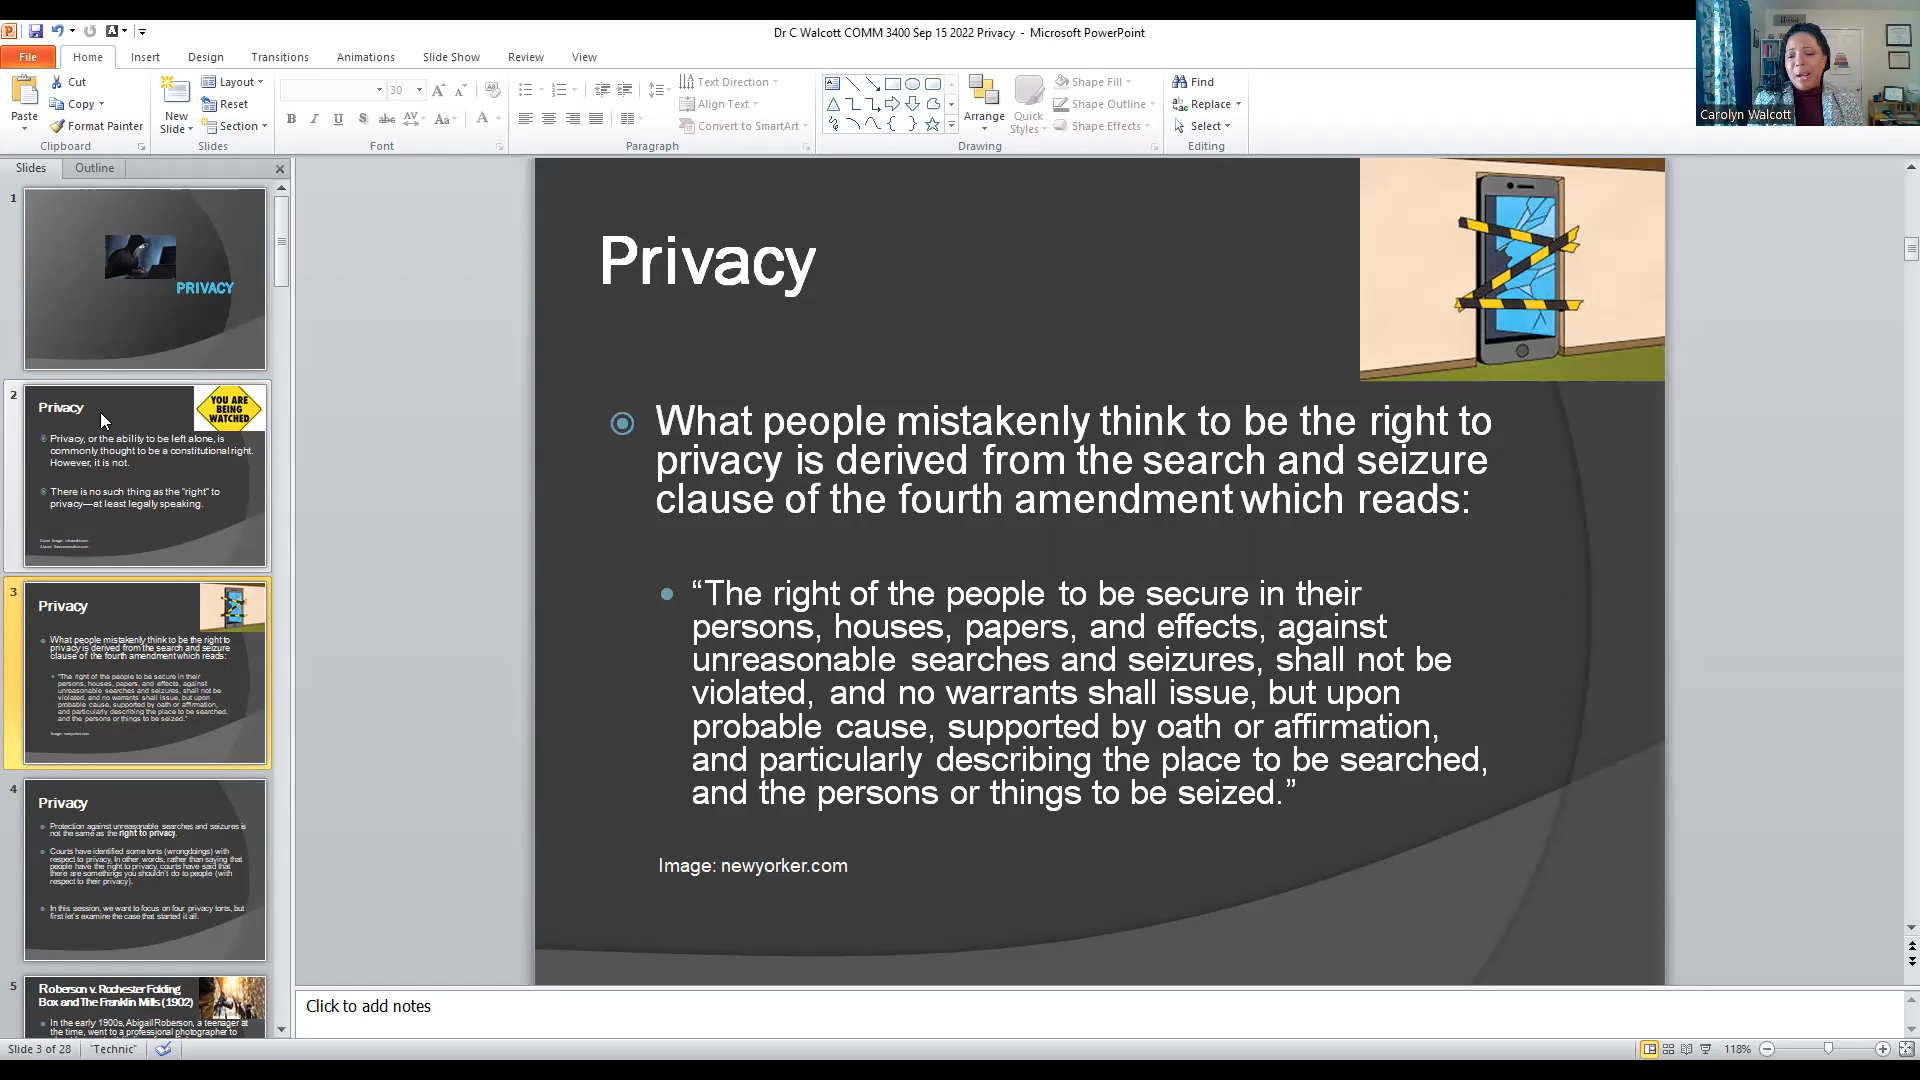 Dr C Walcott COMM 3400 Sep 15 2022 Privacy - Microsoft PowerPoint
File Home Insert Design Transitions Animations Slide Show Review View
Paste
Cut
Copy
Format Painter
Clipboard
New
Slide
Layout
Reset
Section
Slides
30
Font
Text Direction
Align Text
Convert to SmartArt
Paragraph
Arrange
Quick
Styles
Shape Fill
Shape Outline
Shape Effects
Drawing
Find
Replace
Select
Editing
Carolyn Walcott
Slides Outline
1
PRIVACY
2
Privacy
YOU ARE
BEING
WATCHED
Privacy, or the ability to be left alone, is
commonly thought to be a constitutional right.
However, it is not.
There is no such thing as the "right" to
privacy—at least legally speaking.
3
Privacy
What people mistakenly think to be the right to
privacy is derived from the search and seizure
clause of the fourth amendment which reads:
"The right of the people to be secure in their
persons, houses, papers, and effects, against
unreasonable searches and seizures, shall not be
violated, and no warrants shall issue, but upon
probable cause, supported by oath or affirmation,
and particularly describing the place to be searched,
and the persons or things to be seized."
Image: newyorker.com
4
Privacy
Protection against unreasonable searches and seizures is
not the same as the right to privacy.
Courts have identified some torts (wrongdoings) with
respect to privacy. In other words, rather than saying that
people have the right to privacy, courts have said that
there are somethings you shouldn't do to people (with
respect to their privacy).
In this session, we want to focus on four privacy torts, but
first let's examine the case that started it all.
5
Roberson v. Rochester Folding
Box and The Franklin Mills (1902)
In the early 1900s, Abigail Roberson, a teenager at
the time, went to a professional photographer to
Privacy
What people mistakenly think to be the right to
privacy is derived from the search and seizure
clause of the fourth amendment which reads:
“The right of the people to be secure in their
persons, houses, papers, and effects, against
unreasonable searches and seizures, shall not be
violated, and no warrants shall issue, but upon
probable cause, supported by oath or affirmation,
and particularly describing the place to be searched,
and the persons or things to be seized.”
Image: newyorker.com
Click to add notes
Slide 3 of 28 "Technic" 118%